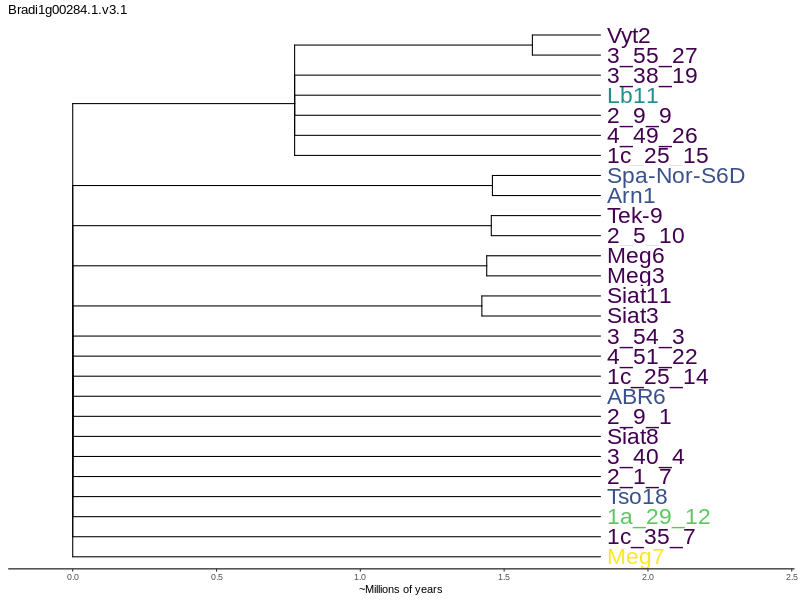 Bradi1g00284.1.v3.1
Vyt2
3_55_27
3_38_19
Lb11
2_9_9
4_49_26
1c_25_15
Spa-Nor-S6D
Arn1
Tek-9
2_5_10
Meg6
Meg3
Siat11
Siat3
3_54_3
4_51_22
1c_25_14
ABR6
2_9_1
Siat8
3_40_4
2_1_7
Tso18
1a_29_12
1c_35_7
Meg7
0.0 0.5 1.0 1.5 2.0 2.5
~Millions of years